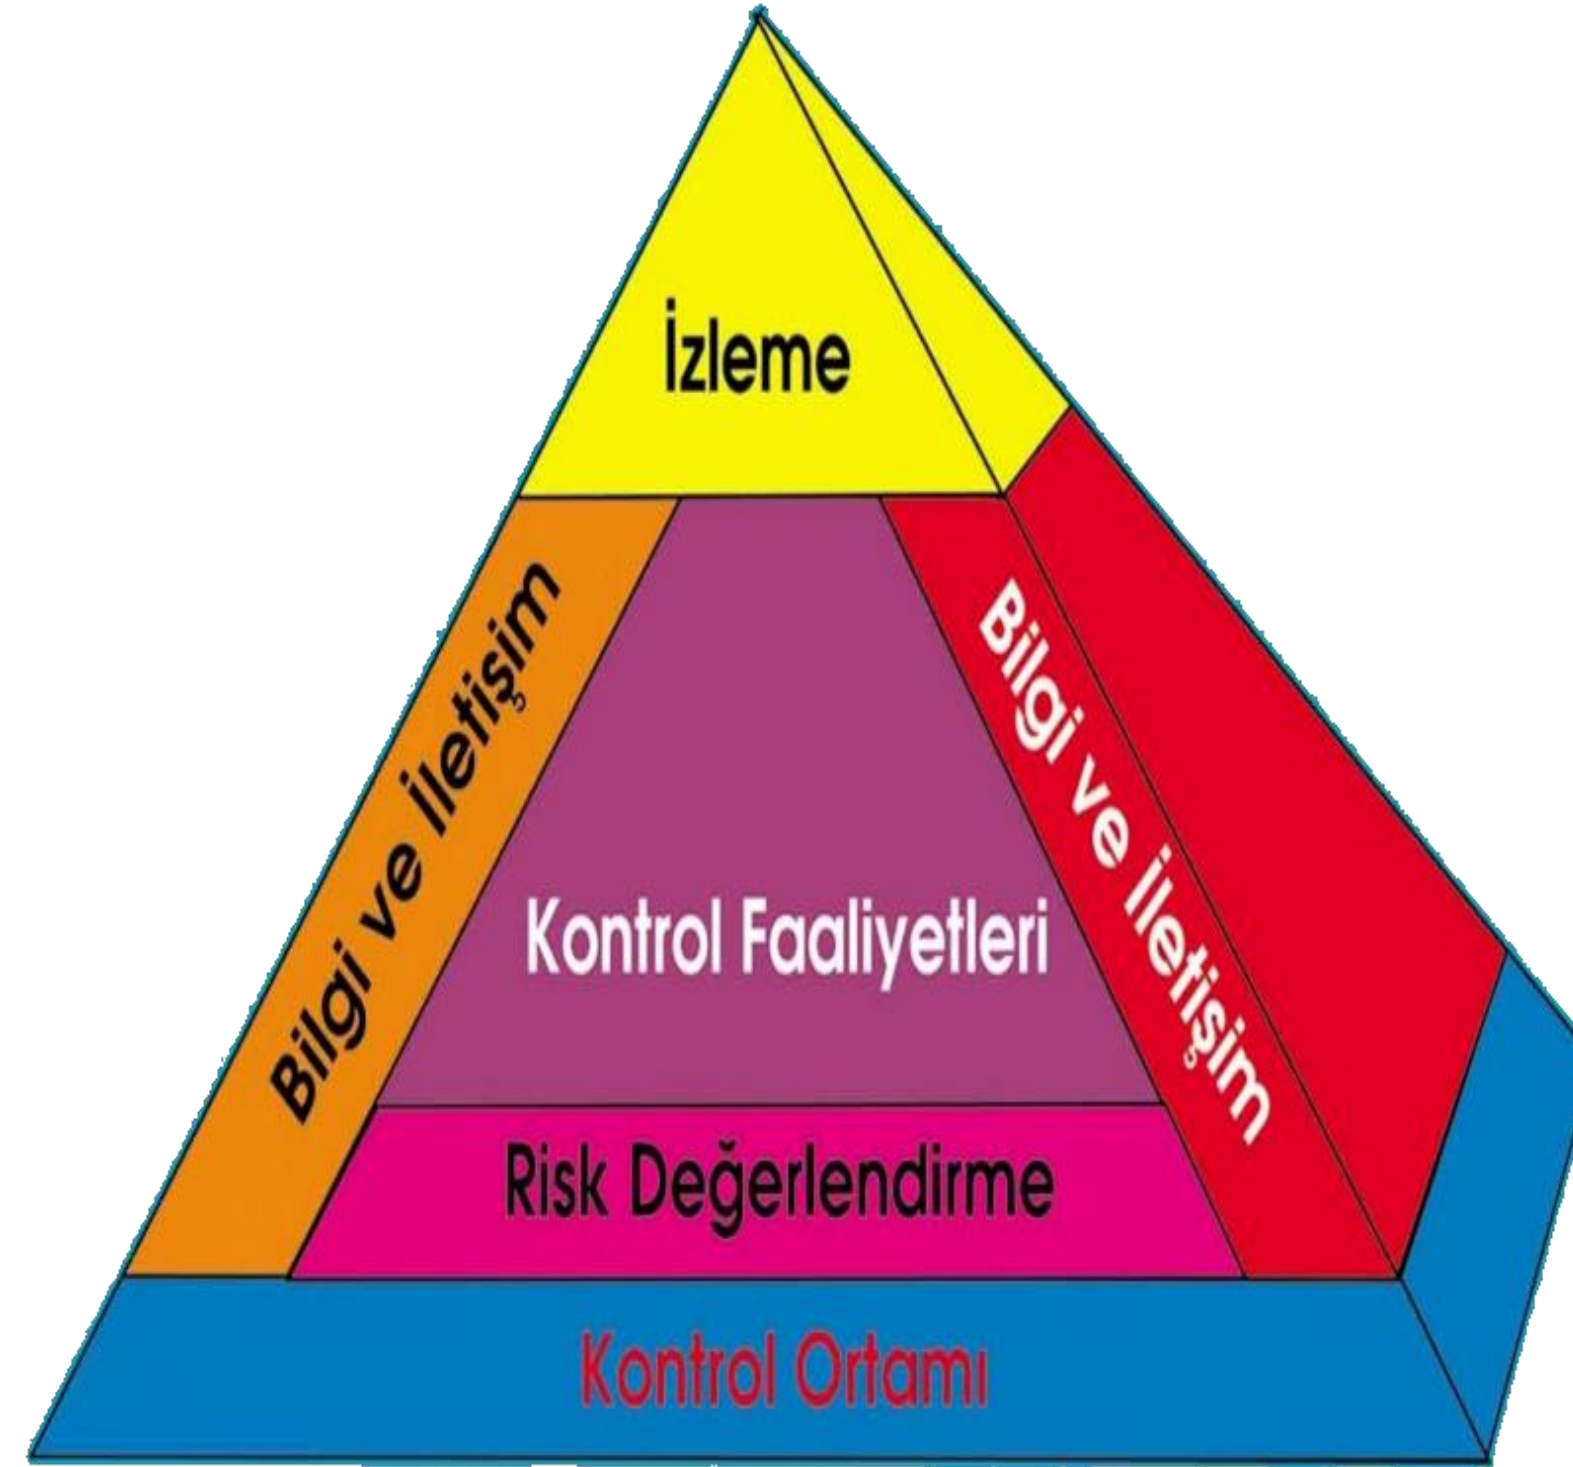 İzleme
Bilgi ve İletişim
Bilgi ve İletişim
Kontrol Faaliyetleri
Risk Değerlendirme
Kontrol Ortamı